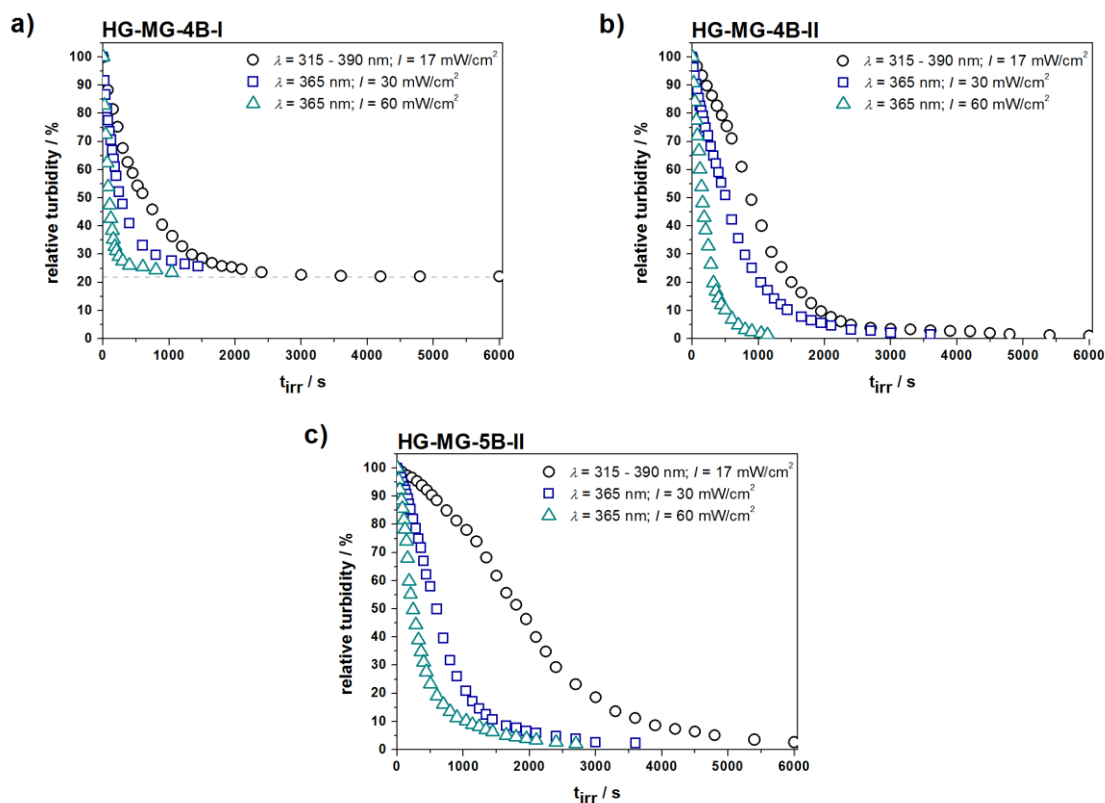 a)
HG-MG-4B-I
λ = 315 - 390 nm; I = 17 mW/cm²
λ = 365 nm; I = 30 mW/cm²
λ = 365 nm; I = 60 mW/cm²
relative turbidity / %
100
90
80
70
60
50
40
30
20
10
0
0 1000 2000 3000 4000 5000 6000
t_irr / s
b)
HG-MG-4B-II
λ = 315 - 390 nm; I = 17 mW/cm²
λ = 365 nm; I = 30 mW/cm²
λ = 365 nm; I = 60 mW/cm²
relative turbidity / %
100
90
80
70
60
50
40
30
20
10
0
0 1000 2000 3000 4000 5000 6000
t_irr / s
c)
HG-MG-5B-II
λ = 315 - 390 nm; I = 17 mW/cm²
λ = 365 nm; I = 30 mW/cm²
λ = 365 nm; I = 60 mW/cm²
relative turbidity / %
100
90
80
70
60
50
40
30
20
10
0
0 1000 2000 3000 4000 5000 6000
t_irr / s